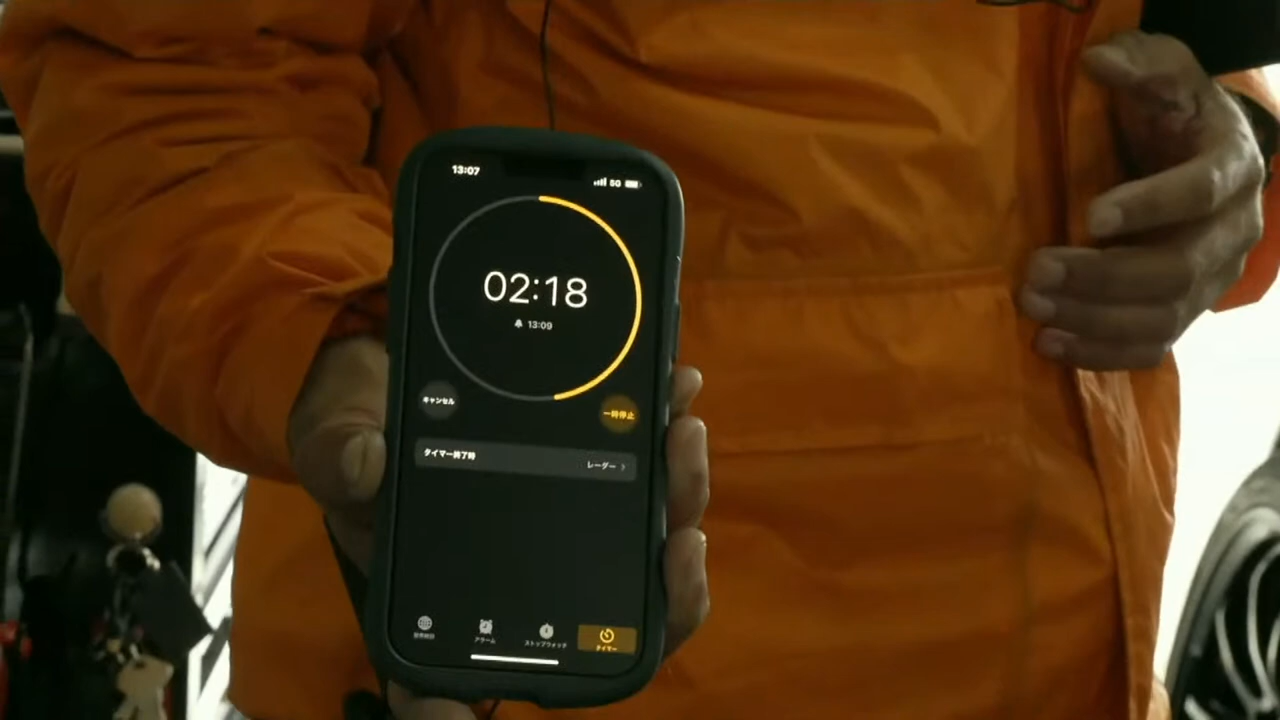 13:07
5G
02:18
13:09
キャンセル
一時停止
タイマー終了時
レーダー
世界時計
アラーム
ストップウォッチ
タイマー